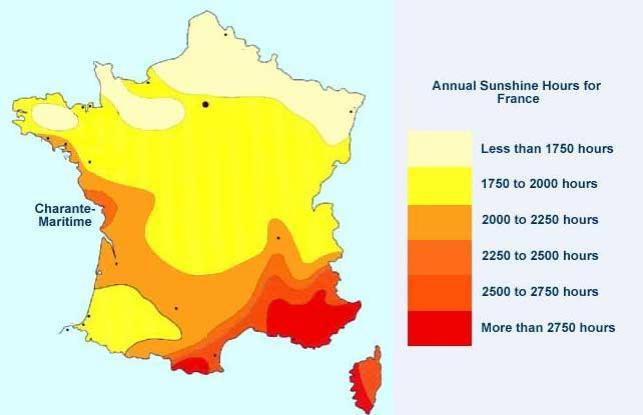 Annual Sunshine Hours for
France
Less than 1750 hours
1750 to 2000 hours
Charante-
Maritime
2000 to 2250 hours
2250 to 2500 hours
2500 to 2750 hours
More than 2750 hours